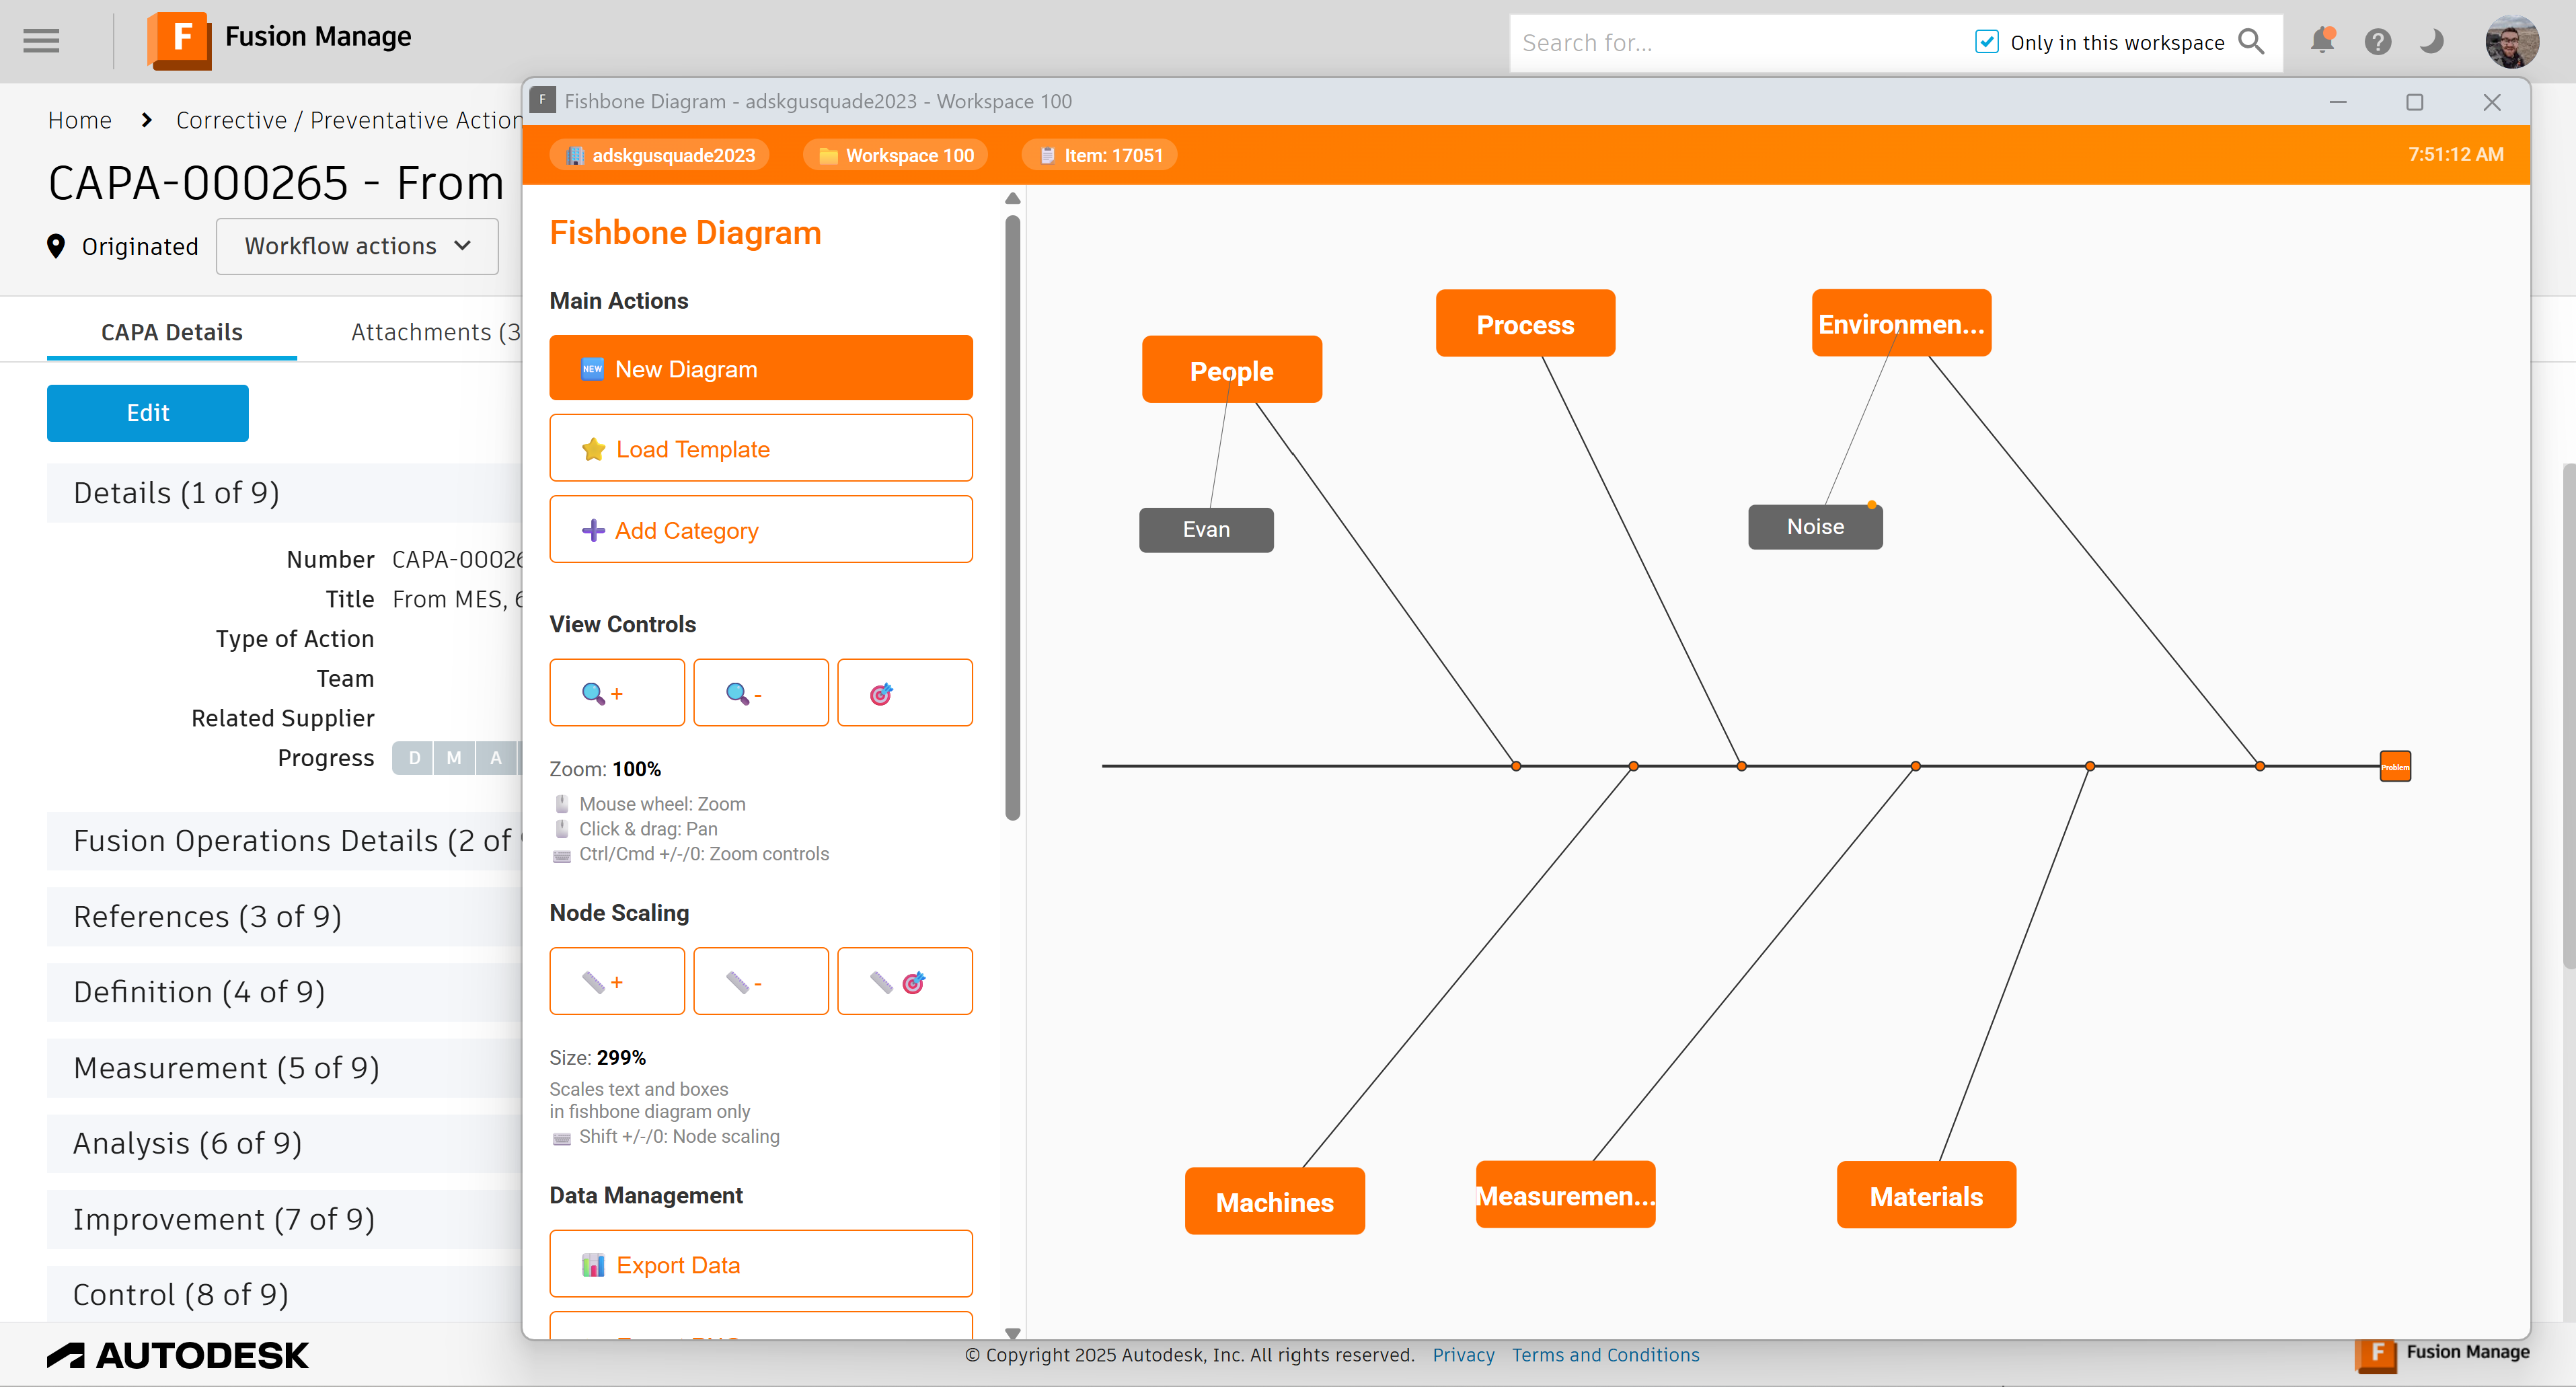 F Fusion Manage
Search for...
Only in this workspace
Home > Corrective / Preventative Action
CAPA-000265 - From
Originated
Workflow actions
CAPA Details
Attachments (3
Edit
Details (1 of 9)
Number CAPA-00026
Title From MES, 6
Type of Action
Team
Related Supplier
Progress D M A
Fusion Operations Details (2 of
References (3 of 9)
Definition (4 of 9)
Measurement (5 of 9)
Analysis (6 of 9)
Improvement (7 of 9)
Control (8 of 9)
F Fishbone Diagram - adskgusquade2023 - Workspace 100
adskgusquade2023
Workspace 100
Item: 17051
7:51:12 AM
Fishbone Diagram
Main Actions
NEW New Diagram
Load Template
Add Category
View Controls
+
-
Zoom: 100%
Mouse wheel: Zoom
Click & drag: Pan
Ctrl/Cmd +/-/0: Zoom controls
Node Scaling
+
-
Size: 299%
Scales text and boxes
in fishbone diagram only
Shift +/-/0: Node scaling
Data Management
Export Data
People
Process
Environmen...
Evan
Noise
Problem
Machines
Measuremen...
Materials
AUTODESK
© Copyright 2025 Autodesk, Inc. All rights reserved. Privacy Terms and Conditions
F Fusion Manage